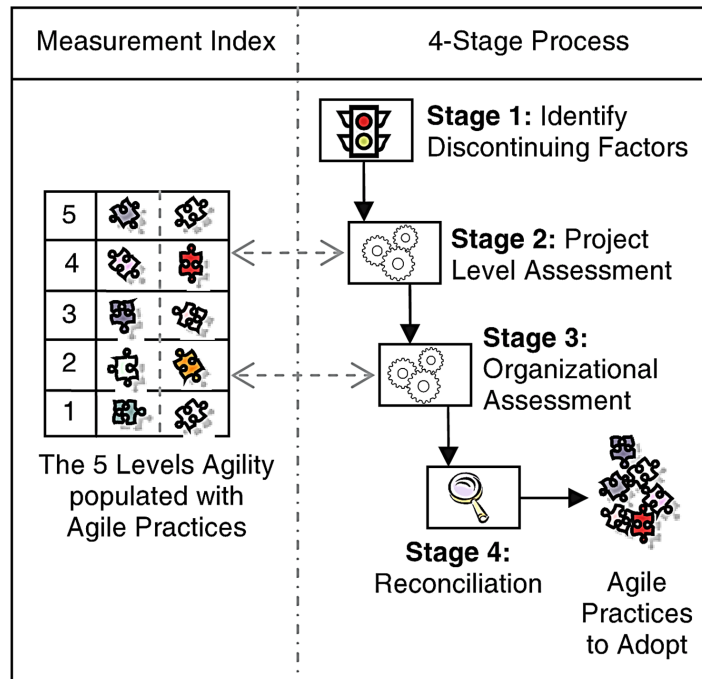 Measurement Index
4-Stage Process
Stage 1: Identify
Discontinuing Factors
5
4
3
2
1
Stage 2: Project
Level Assessment
Stage 3:
Organizational
Assessment
The 5 Levels Agility
populated with
Agile Practices
Stage 4:
Reconciliation
Agile
Practices
to Adopt